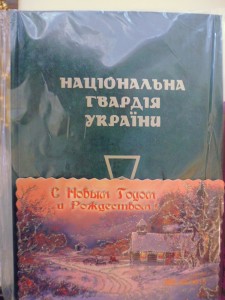 НАЦІОНАЛЬНА
ГВАРДІЯ
УКРАЇНИ
С Новым Годом
и Рождеством!